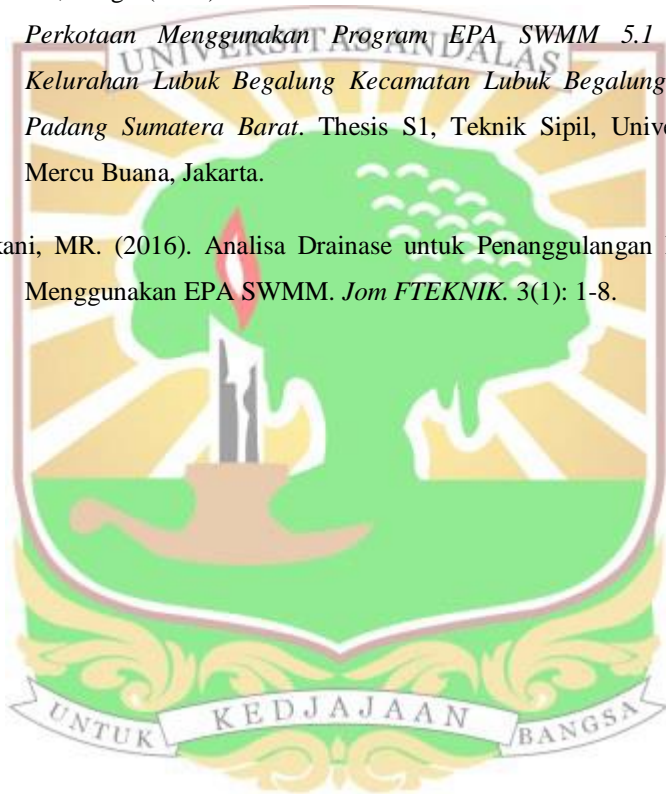 Perkotaan Menggunakan Program EPA SWMM 5.1
Kelurahan Lubuk Begalung Kecamatan Lubuk Begalung
Padang Sumatera Barat. Thesis S1, Teknik Sipil,
Mercu Buana, Jakarta.
MR. (2016). Analisa Drainase untuk Penanggulangan
Menggunakan EPA SWMM. Jom FTEKNIK. 3(1): 1-8.
UNIVERSITAS ANDALAS
UNTUK KEDJAJAAN BANGSA